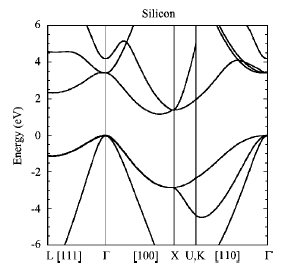 Silicon
6
4
2
0
-2
-4
-6
Energy (eV)
L [111] Γ [100] X U,K [110] Γ